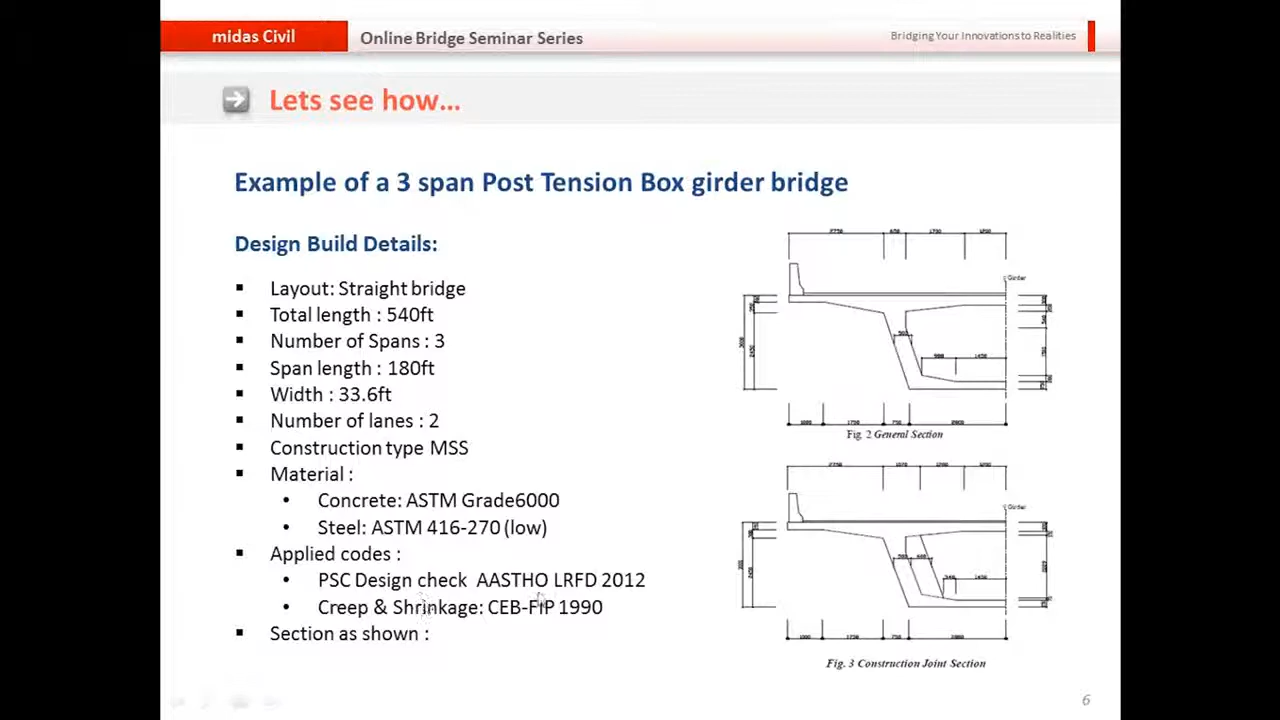 midas Civil
Online Bridge Seminar Series
Bridging Your Innovations to Realities
Lets see how...
Example of a 3 span Post Tension Box girder bridge
Design Build Details:
Layout: Straight bridge
Total length : 540ft
Number of Spans : 3
Span length : 180ft
Width : 33.6ft
Number of lanes : 2
Construction type MSS
Material :
Concrete: ASTM Grade6000
Steel: ASTM 416-270 (low)
Applied codes :
PSC Design check AASTHO LRFD 2012
Creep & Shrinkage: CEB-FIP 1990
Section as shown :
Girder
Fig. 2 General Section
Girder
Fig. 3 Construction Joint Section
6